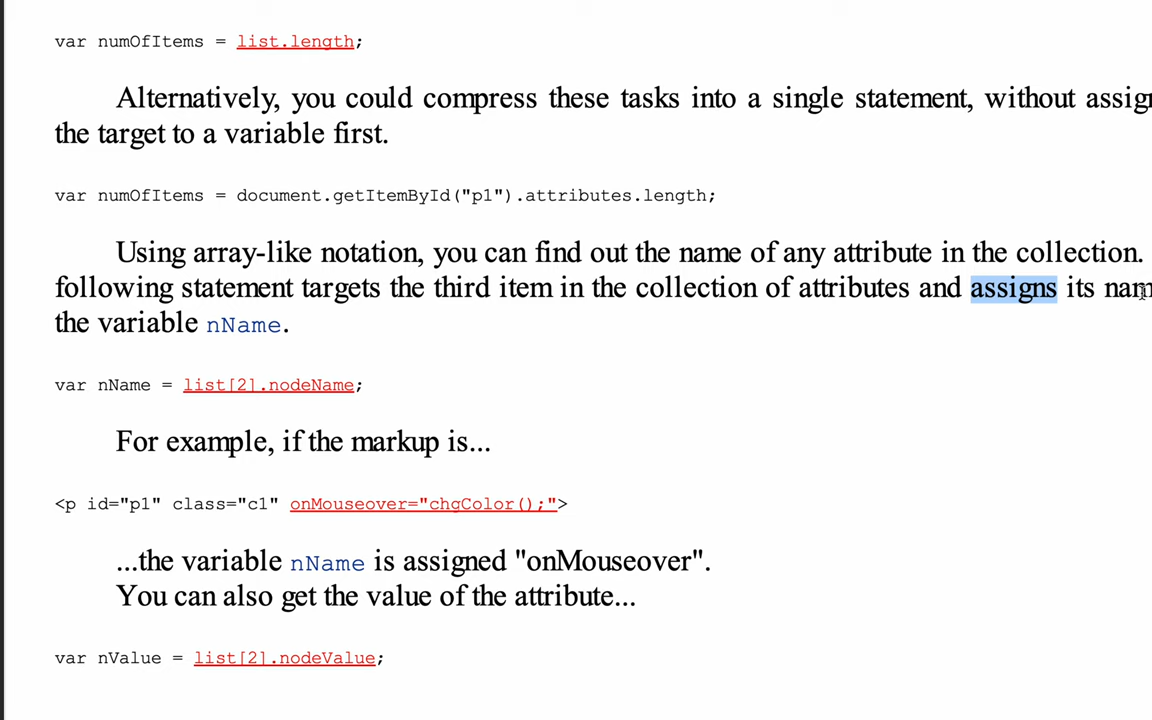 var numOfItems = list.length;
Alternatively, you could compress these tasks into a single statement, without
the target to a variable first.
var numOfItems = document.getItemById("p1").attributes.length;
Using array-like notation, you can find out the name of any attribute in the collection.
following statement targets the third item in the collection of attributes and assigns its
the variable nName.
var nName = list[2].nodeName;
For example, if the markup is...
<p id="p1" class="c1" onMouseover="chgColor();">
...the variable nName is assigned "onMouseover".
You can also get the value of the attribute...
var nValue = list[2].nodeValue;